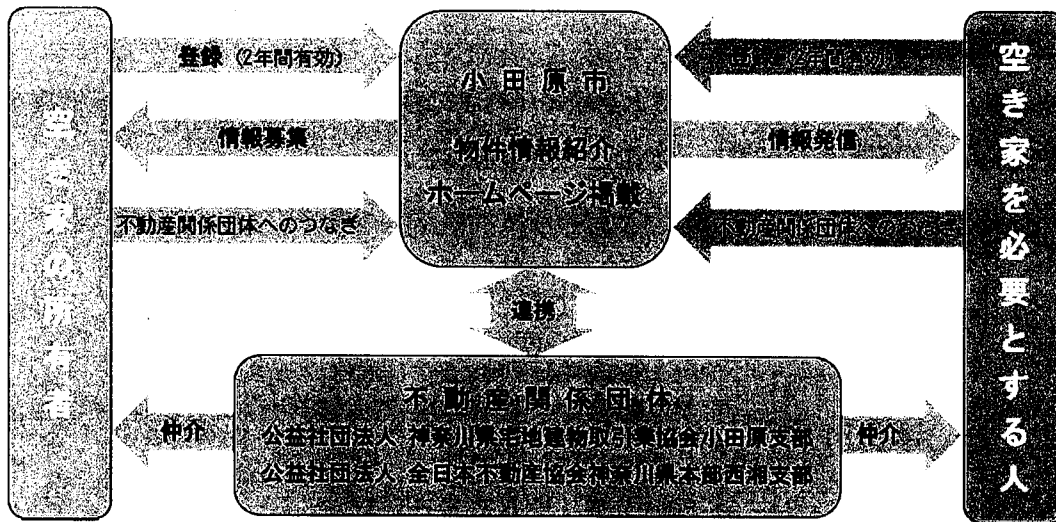 空き家の所有者
登録（2年間有効）
情報募集
不動産関係団体へのつなぎ
小田原市
物件情報紹介
ホームページ掲載
登録（2年間有効）
情報発信
不動産関係団体へのつなぎ
空き家を必要とする人
連携
不動産関係団体
公益社団法人 神奈川県宅地建物取引業協会小田原支部
公益社団法人 全日本不動産協会神奈川県本部西湘支部
仲介
仲介